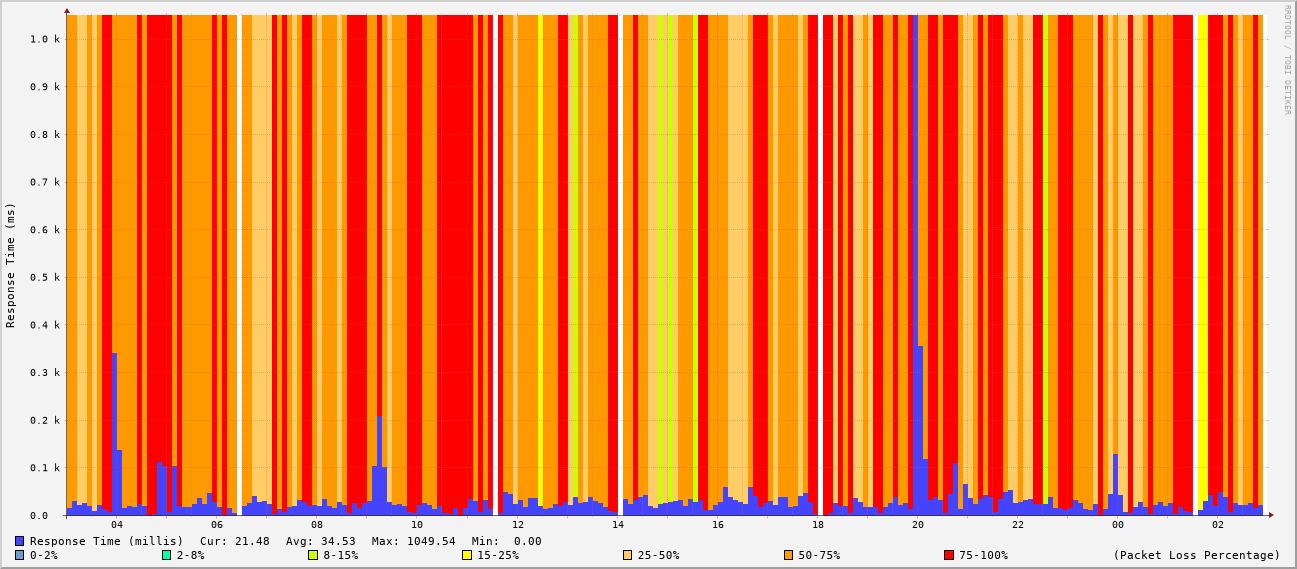 RRDTOOL / TOBI OETIKER
1.0 k
0.9 k
0.8 k
0.7 k
0.6 k
0.5 k
0.4 k
0.3 k
0.2 k
0.1 k
0.0
Response Time (ms)
04 06 08 10 12 14 16 18 20 22 00 02
Response Time (millis) Cur: 21.48 Avg: 34.53 Max: 1049.54 Min: 0.00
0-2% 2-8% 8-15% 15-25% 25-50% 50-75% 75-100% (Packet Loss Percentage)